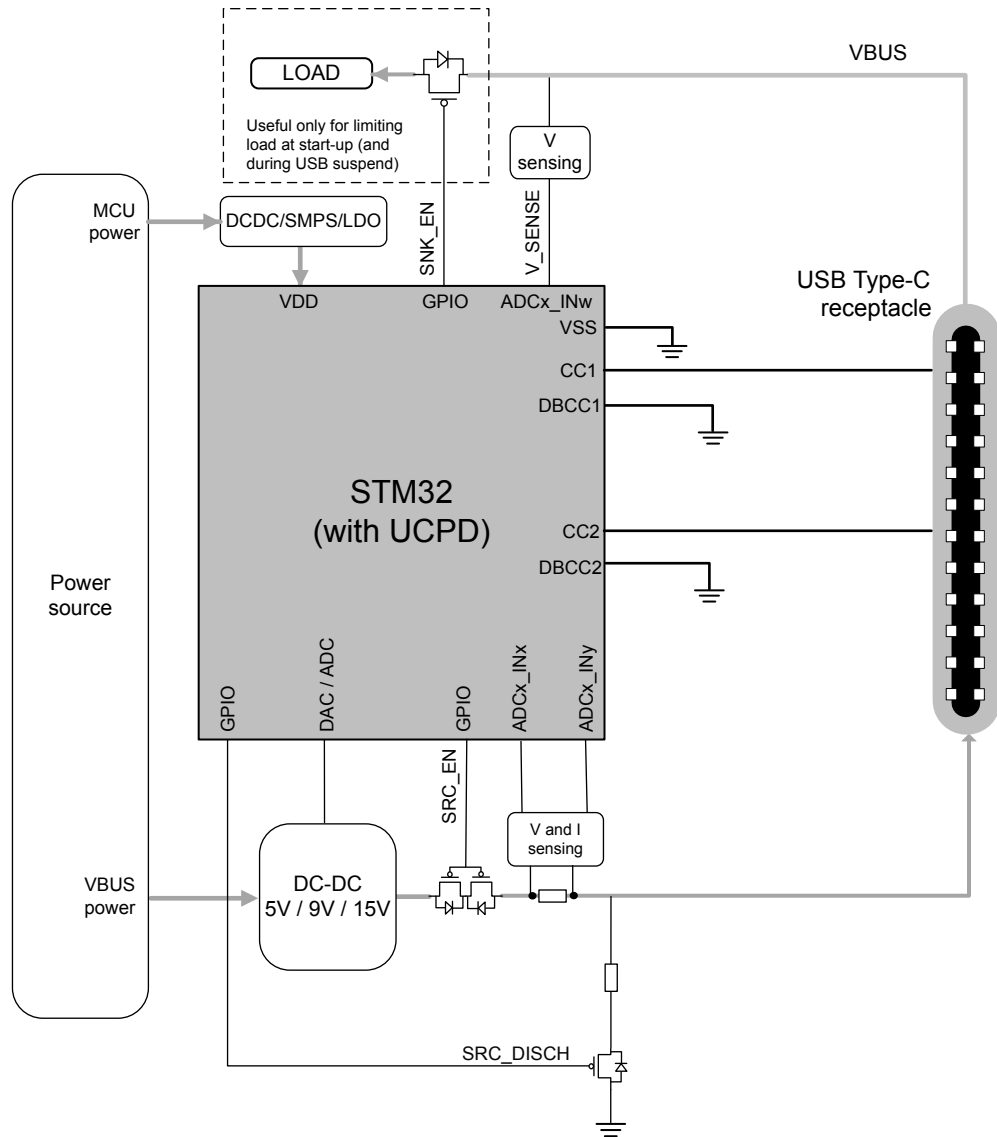 VBUS
LOAD
Useful only for limiting
load at start-up (and
during USB suspend)
V
sensing
MCU
power
DCDC/SMPS/LDO
SNK_EN
V_SENSE
USB Type-C
receptacle
VDD
GPIO
ADCx_INw
VSS
CC1
DBCC1
STM32
(with UCPD)
CC2
DBCC2
Power
source
GPIO
DAC / ADC
GPIO
ADCx_INx
ADCx_INy
SRC_EN
V and I
sensing
DC-DC
5V / 9V / 15V
VBUS
power
SRC_DISCH